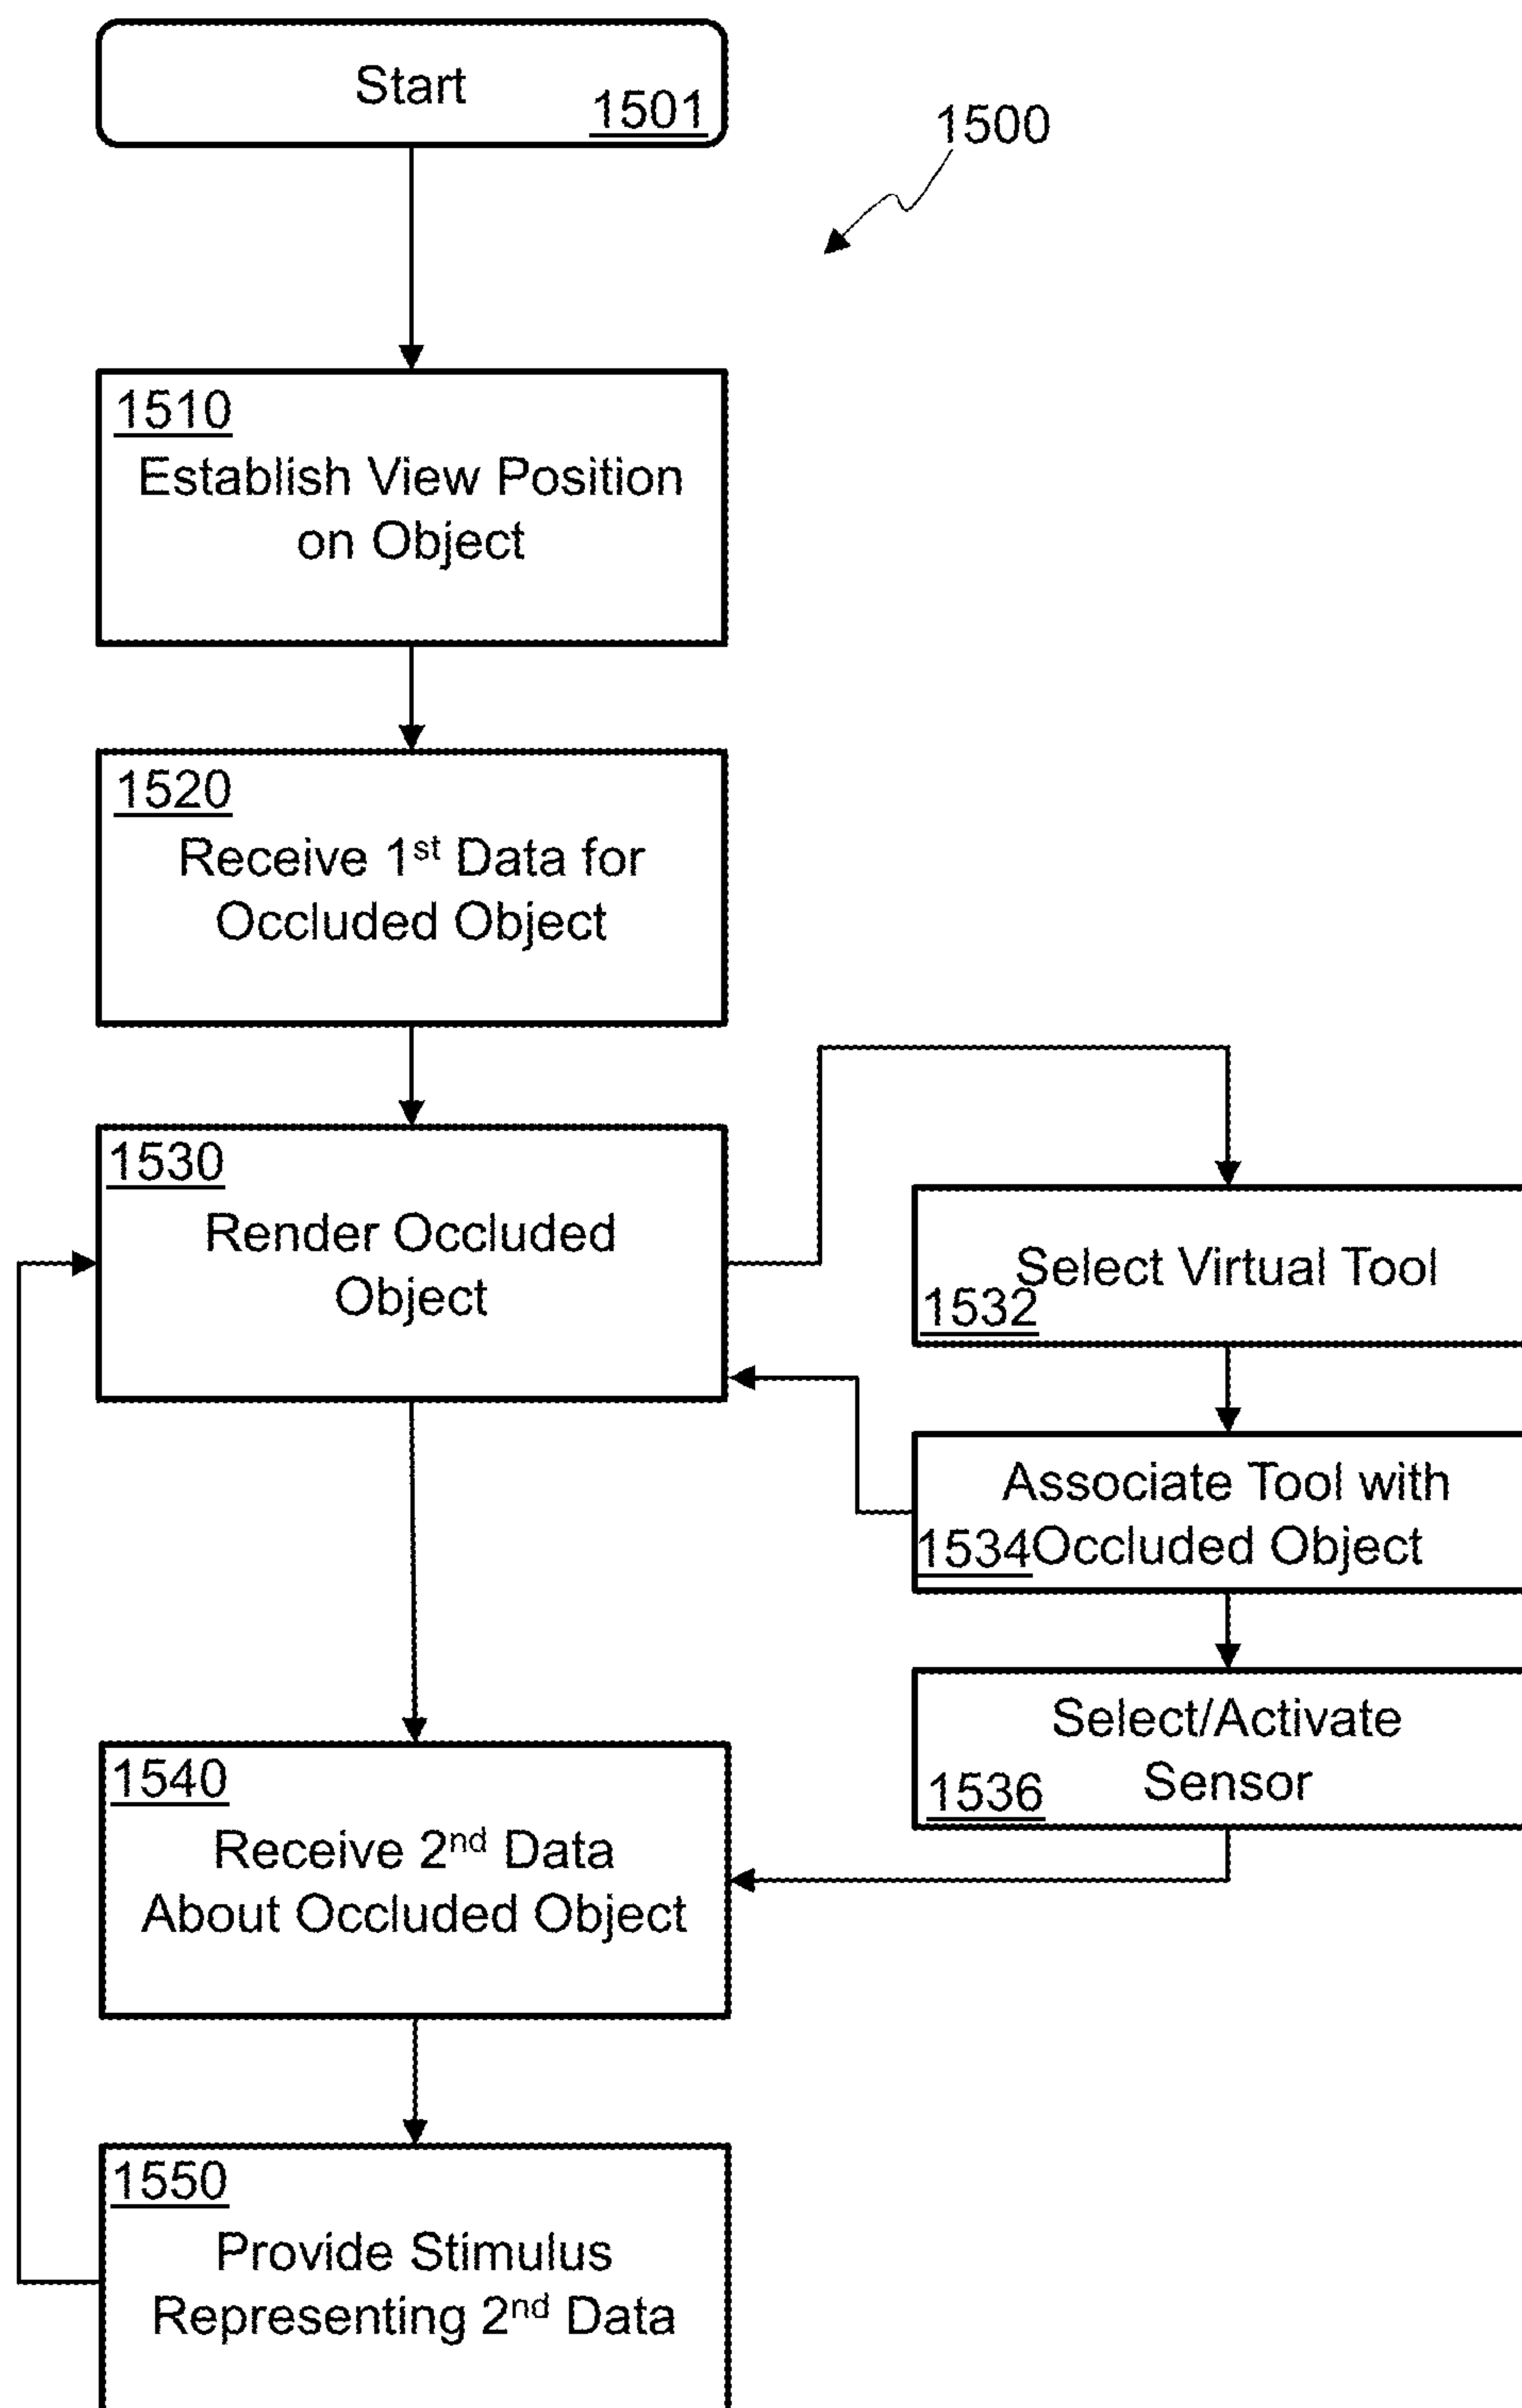 Start
1501
1500
1510
Establish View Position
on Object
1520
Receive 1st Data for
Occluded Object
1530
Render Occluded
Object
Select Virtual Tool
1532
Associate Tool with
1534 Occluded Object
Select/Activate
Sensor
1536
1540
Receive 2nd Data
About Occluded Object
1550
Provide Stimulus
Representing 2nd Data